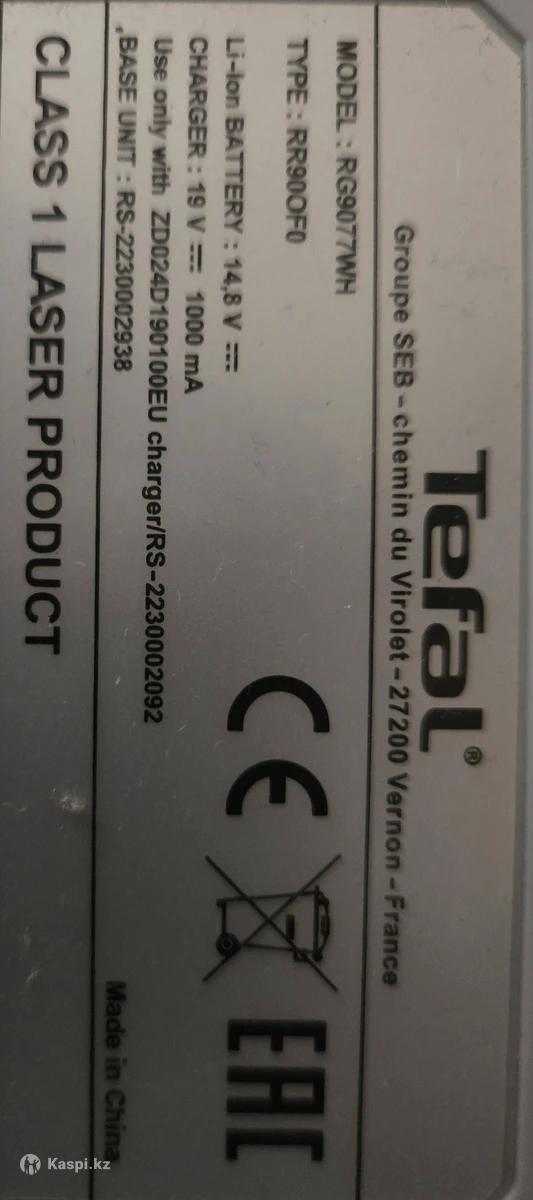 Tefal®
Groupe SEB - chemin du Virolet - 27200 Vernon - France
MODEL : RG9077WH
TYPE : RR90OF0
Li-Ion BATTERY : 14,8 V ⎓
CHARGER : 19 V ⎓ 1000 mA
Use only with ZD024D190100EU charger/RS-2230002092
,BASE UNIT : RS-2230002938
CE
EAC
Made in China
CLASS 1 LASER PRODUCT
Kaspi.kz